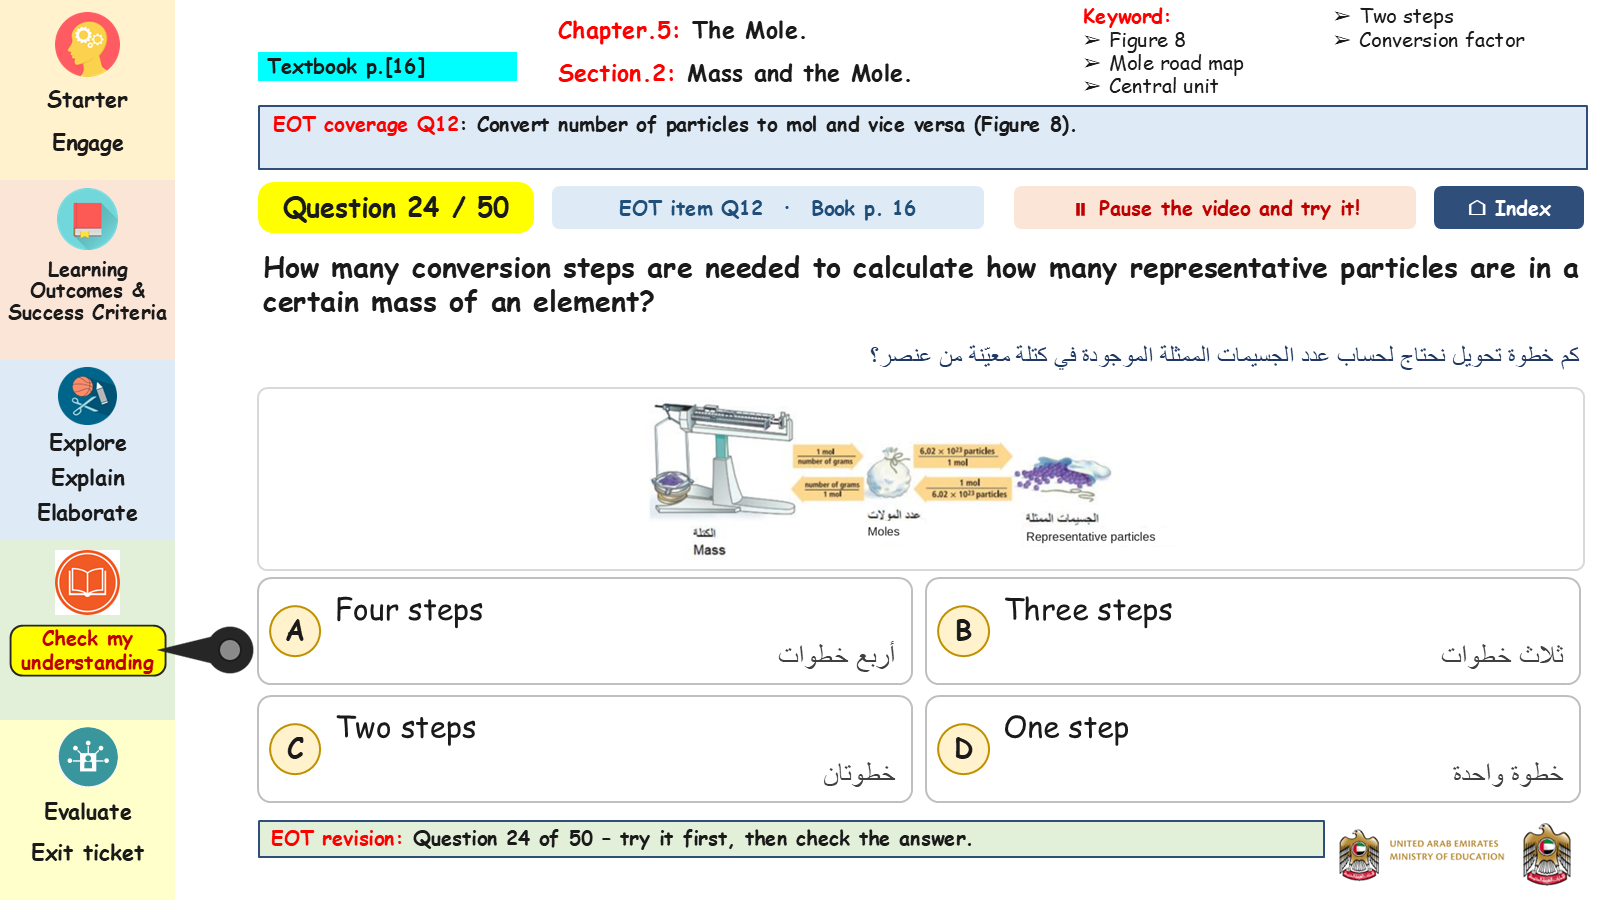 Starter
Engage
Learning
Outcomes &
Success Criteria
Explore
Explain
Elaborate
Check my
understanding
Evaluate
Exit ticket
Textbook p.[16]
Chapter.5: The Mole.
Section.2: Mass and the Mole.
Keyword:
➢ Figure 8
➢ Mole road map
➢ Central unit
➢ Two steps
➢ Conversion factor
EOT coverage Q12: Convert number of particles to mol and vice versa (Figure 8).
Question 24 / 50
EOT item Q12 · Book p. 16
⏸ Pause the video and try it!
⌂ Index
How many conversion steps are needed to calculate how many representative particles are in a
certain mass of an element?
كم خطوة تحويل نحتاج لحساب عدد الجسيمات الممثلة الموجودة في كتلة معيّنة من عنصر؟
1 mol
number of grams
number of grams
1 mol
6.02 × 10²³ particles
1 mol
1 mol
6.02 × 10²³ particles
الكتلة
Mass
عدد المولات
Moles
الجسيمات الممثلة
Representative particles
A
Four steps
أربع خطوات
B
Three steps
ثلاث خطوات
C
Two steps
خطوتان
D
One step
خطوة واحدة
EOT revision: Question 24 of 50 – try it first, then check the answer.
UNITED ARAB EMIRATES
MINISTRY OF EDUCATION